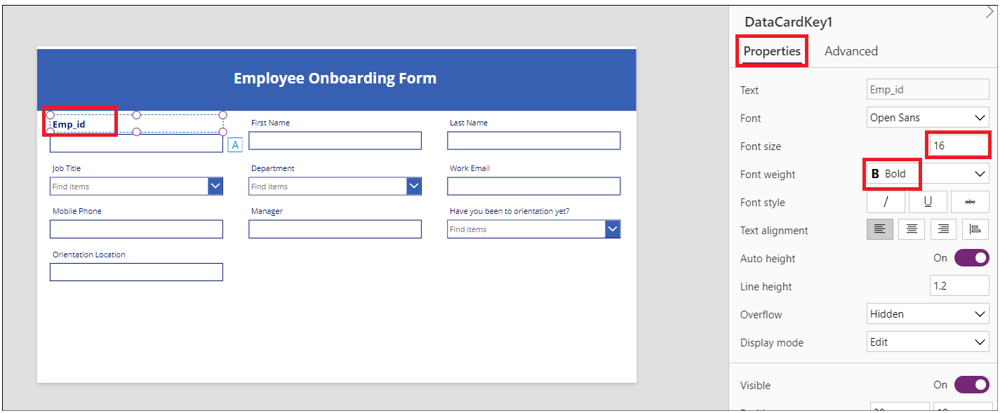 Employee Onboarding Form
Emp_id
First Name
Last Name
A
Job Title
Department
Work Email
Find items
Find items
Mobile Phone
Manager
Have you been to orientation yet?
Find items
Orientation Location
DataCardKey1
Properties
Advanced
Text
Emp_id
Font
Open Sans
Font size
16
Font weight
B Bold
Font style
/
U
abc
Text alignment
Auto height
On
Line height
1.2
Overflow
Hidden
Display mode
Edit
Visible
On